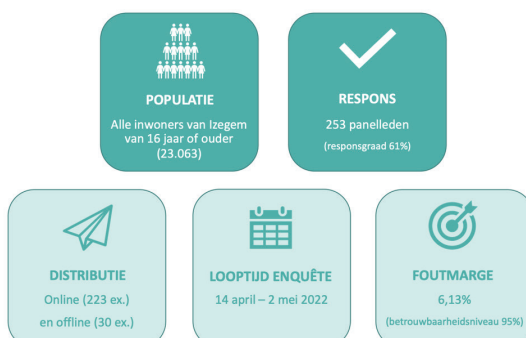 POPULATIE
Alle inwoners van Izegem
van 16 jaar of ouder
(23.063)
RESPONS
253 panelleden
(responsgraad 61%)
DISTRIBUTIE
Online (223 ex.)
en offline (30 ex.)
LOOPTIJD ENQUÊTE
14 april – 2 mei 2022
FOUTMARGE
6,13%
(betrouwbaarheidsniveau 95%)